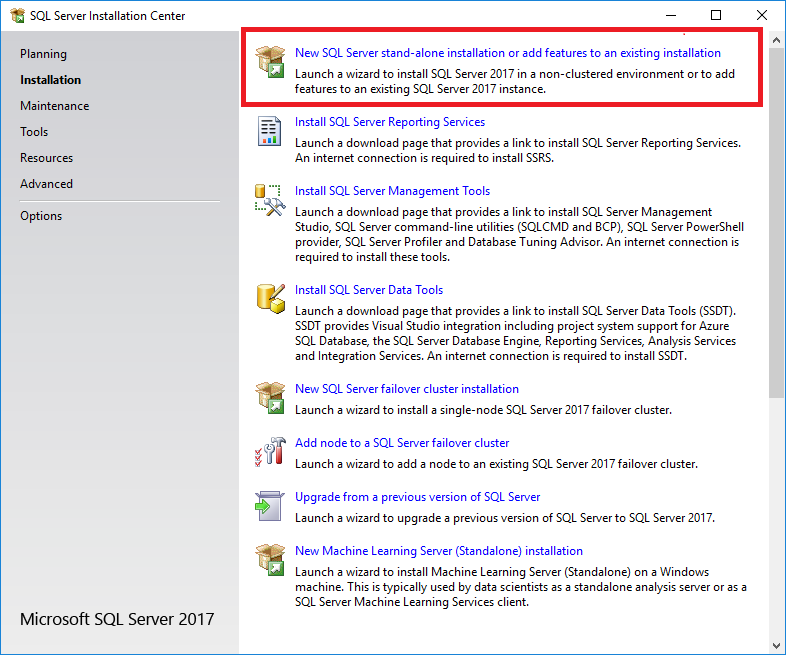 SQL Server Installation Center
Planning
Installation
Maintenance
Tools
Resources
Advanced
Options
Microsoft SQL Server 2017
New SQL Server stand-alone installation or add features to an existing installation
Launch a wizard to install SQL Server 2017 in a non-clustered environment or to add
features to an existing SQL Server 2017 instance.
Install SQL Server Reporting Services
Launch a download page that provides a link to install SQL Server Reporting Services.
An internet connection is required to install SSRS.
Install SQL Server Management Tools
Launch a download page that provides a link to install SQL Server Management
Studio, SQL Server command-line utilities (SQLCMD and BCP), SQL Server PowerShell
provider, SQL Server Profiler and Database Tuning Advisor. An internet connection is
required to install these tools.
Install SQL Server Data Tools
Launch a download page that provides a link to install SQL Server Data Tools (SSDT).
SSDT provides Visual Studio integration including project system support for Azure
SQL Database, the SQL Server Database Engine, Reporting Services, Analysis Services
and Integration Services. An internet connection is required to install SSDT.
New SQL Server failover cluster installation
Launch a wizard to install a single-node SQL Server 2017 failover cluster.
Add node to a SQL Server failover cluster
Launch a wizard to add a node to an existing SQL Server 2017 failover cluster.
Upgrade from a previous version of SQL Server
Launch a wizard to upgrade a previous version of SQL Server to SQL Server 2017.
New Machine Learning Server (Standalone) installation
Launch a wizard to install Machine Learning Server (Standalone) on a Windows
machine. This is typically used by data scientists as a standalone analysis server or as a
SQL Server Machine Learning Services client.